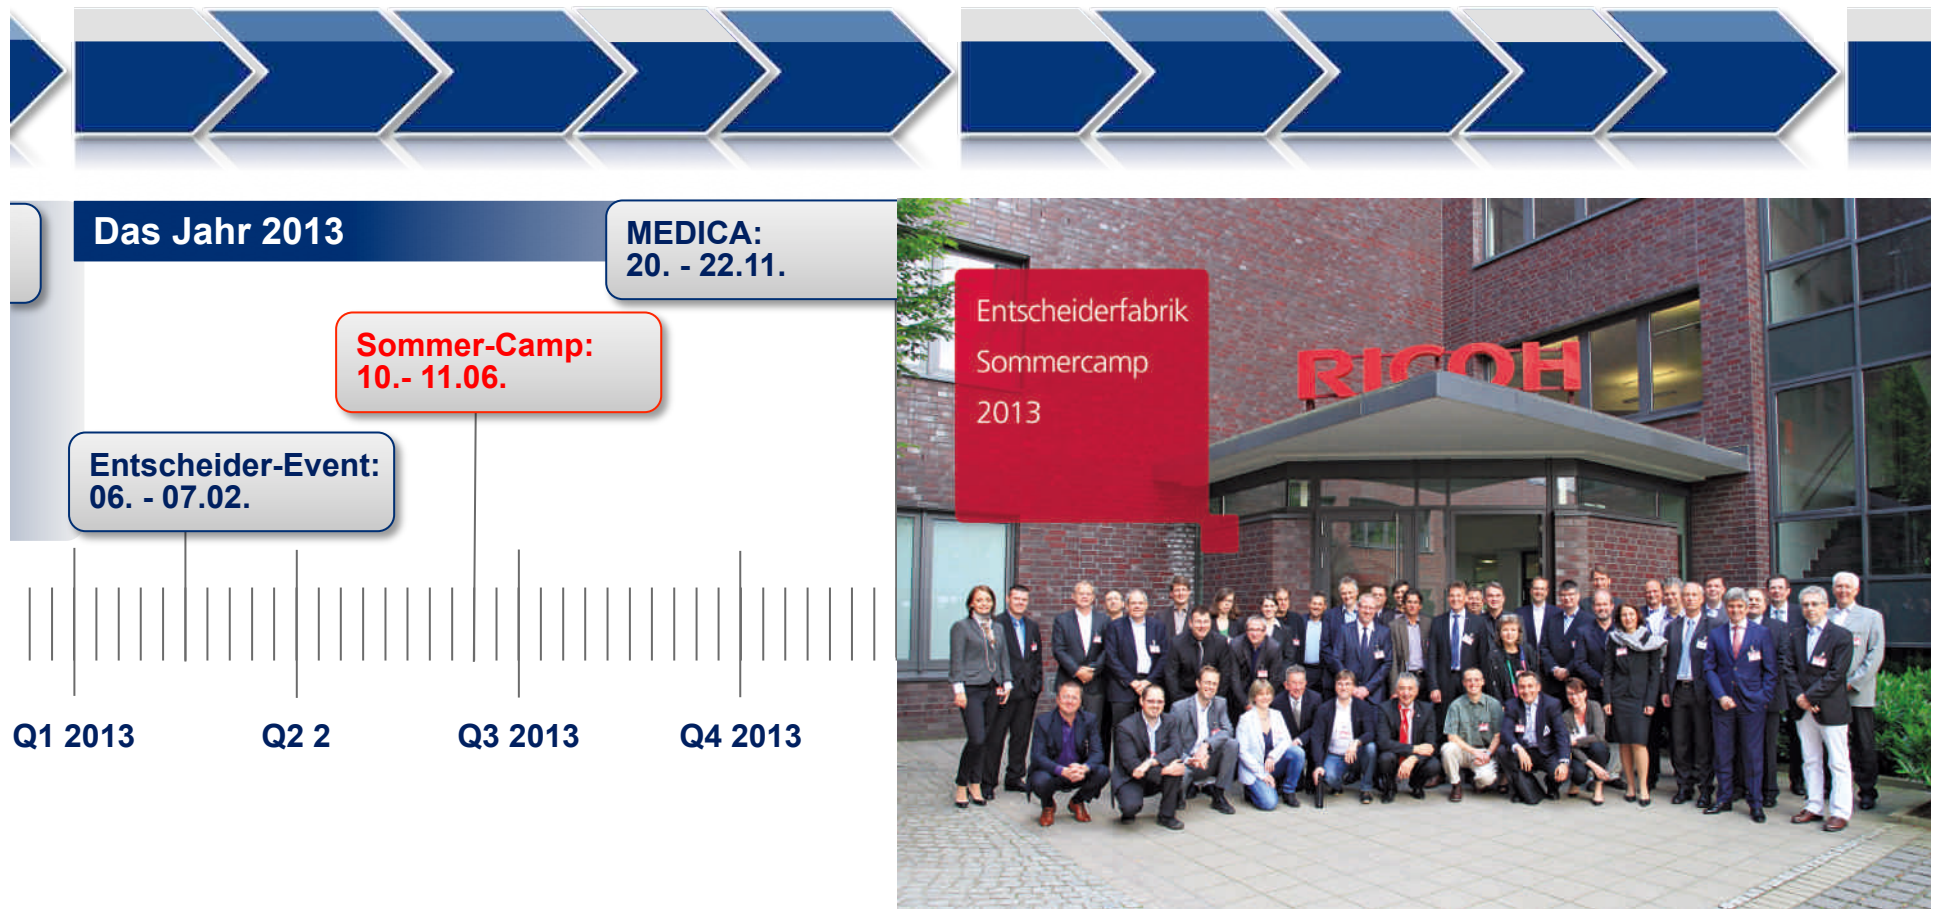 Das Jahr 2013
MEDICA:
20. - 22.11.
Sommer-Camp:
10.- 11.06.
Entscheider-Event:
06. - 07.02.
Q1 2013
Q2 2
Q3 2013
Q4 2013
Entscheiderfabrik
Sommercamp
2013
RICOH